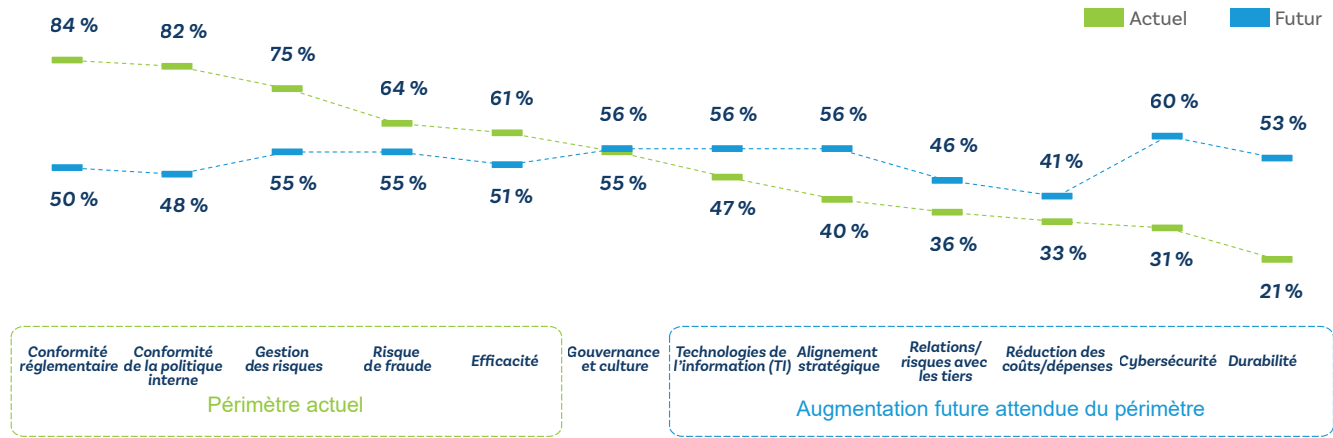 Actuel
Futur
84 %
82 %
75 %
64 %
61 %
56 %
56 %
56 %
46 %
41 %
60 %
53 %
50 %
48 %
55 %
55 %
51 %
55 %
47 %
40 %
36 %
33 %
31 %
21 %
Conformité
réglementaire
Conformité
de la politique
interne
Gestion
des risques
Risque
de fraude
Efficacité
Gouvernance
et culture
Technologies de
l'information (TI)
Alignement
stratégique
Relations/
risques avec
les tiers
Réduction des
coûts/dépenses
Cybersécurité
Durabilité
Périmètre actuel
Augmentation future attendue du périmètre